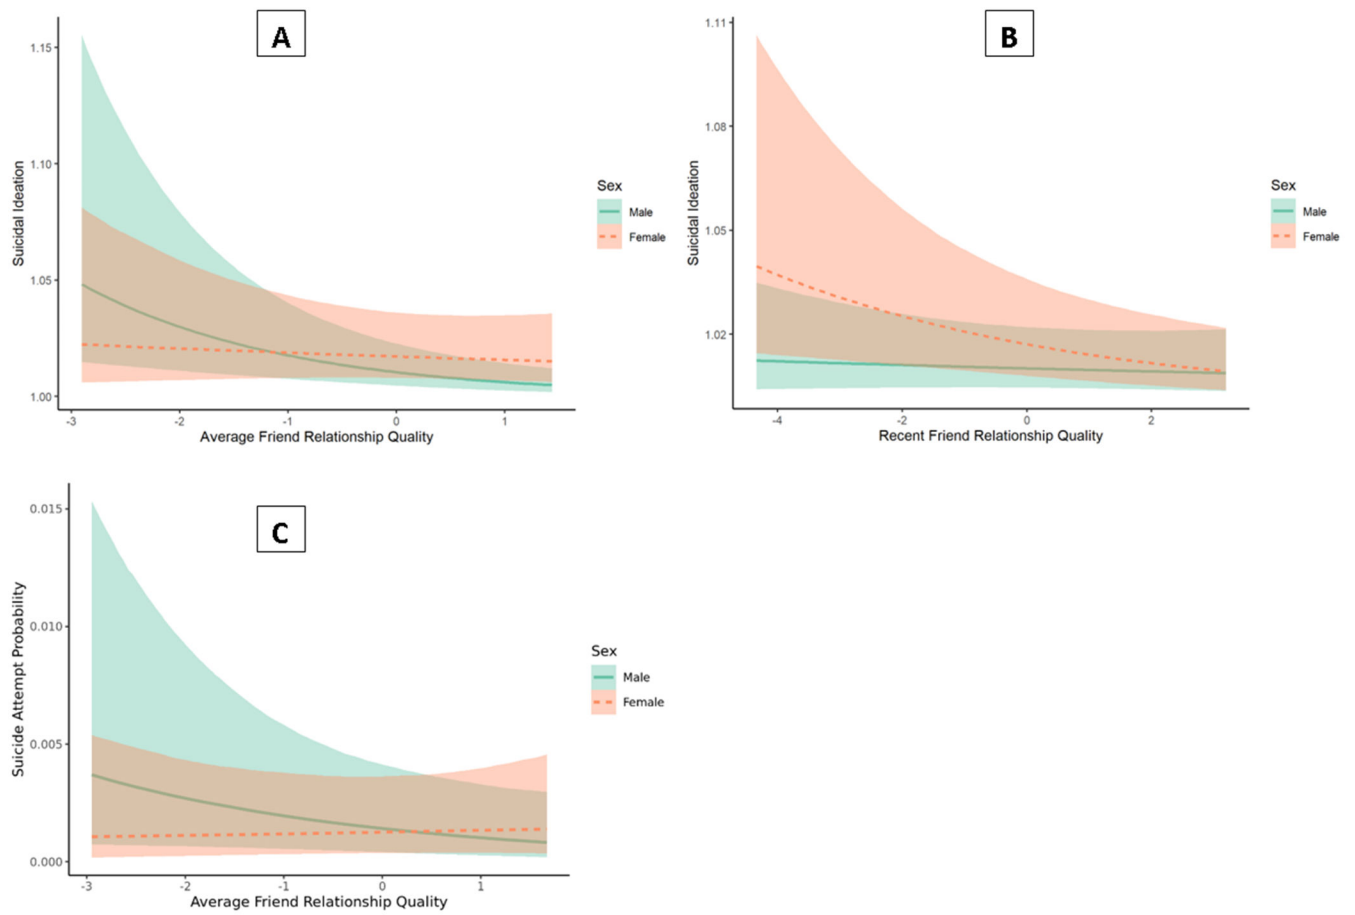 A
1.15
1.10
1.05
1.00
Suicidal Ideation
-3 -2 -1 0 1
Average Friend Relationship Quality
Sex
Male
Female
B
1.11
1.08
1.05
1.02
Suicidal Ideation
-4 -2 0 2
Recent Friend Relationship Quality
Sex
Male
Female
C
0.015
0.010
0.005
0.000
Suicide Attempt Probability
-3 -2 -1 0 1
Average Friend Relationship Quality
Sex
Male
Female